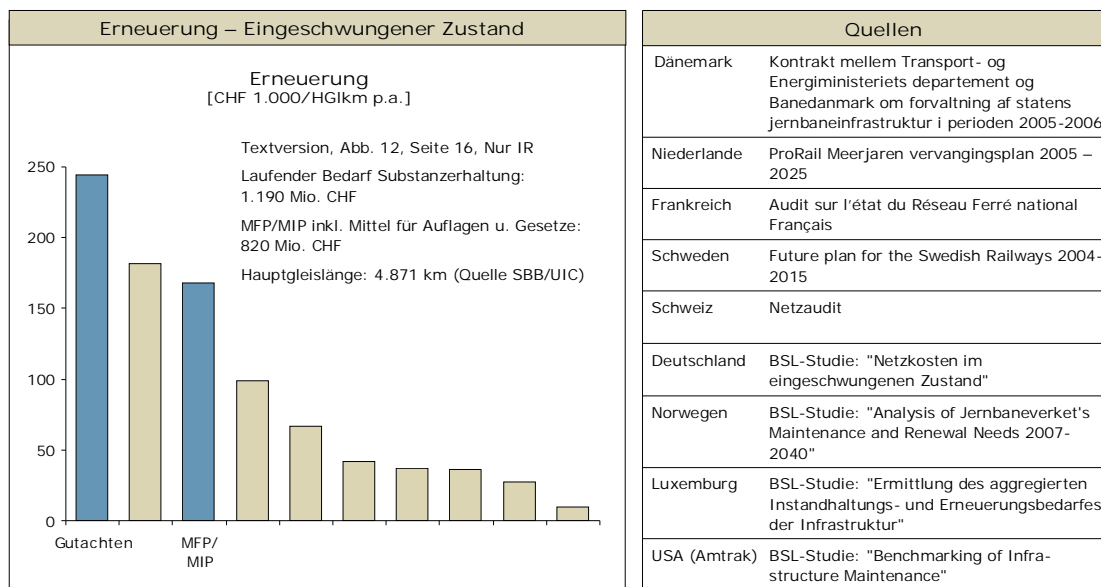 Erneuerung – Eingeschwungener Zustand
Erneuerung
[CHF 1.000/HGlkm p.a.]
Textversion, Abb. 12, Seite 16, Nur IR
Laufender Bedarf Substanzerhaltung:
1.190 Mio. CHF
MFP/MIP inkl. Mittel für Auflagen u. Gesetze:
820 Mio. CHF
Hauptgleislänge: 4.871 km (Quelle SBB/UIC)
250
200
150
100
50
0
Gutachten
MFP/
MIP
Quellen
Dänemark Kontrakt mellem Transport- og
Energiministeriets departement og
Banedanmark om forvaltning af statens
jernbaneinfrastruktur i perioden 2005-2006
Niederlande ProRail Meerjaren vervangingsplan 2005 –
2025
Frankreich Audit sur l'état du Réseau Ferré national
Français
Schweden Future plan for the Swedish Railways 2004-
2015
Schweiz Netzaudit
Deutschland BSL-Studie: "Netzkosten im
eingeschwungenen Zustand"
Norwegen BSL-Studie: "Analysis of Jernbaneverket's
Maintenance and Renewal Needs 2007-
2040"
Luxemburg BSL-Studie: "Ermittlung des aggregierten
Instandhaltungs- und Erneuerungsbedarfes
der Infrastruktur"
USA (Amtrak) BSL-Studie: "Benchmarking of Infra-
structure Maintenance"